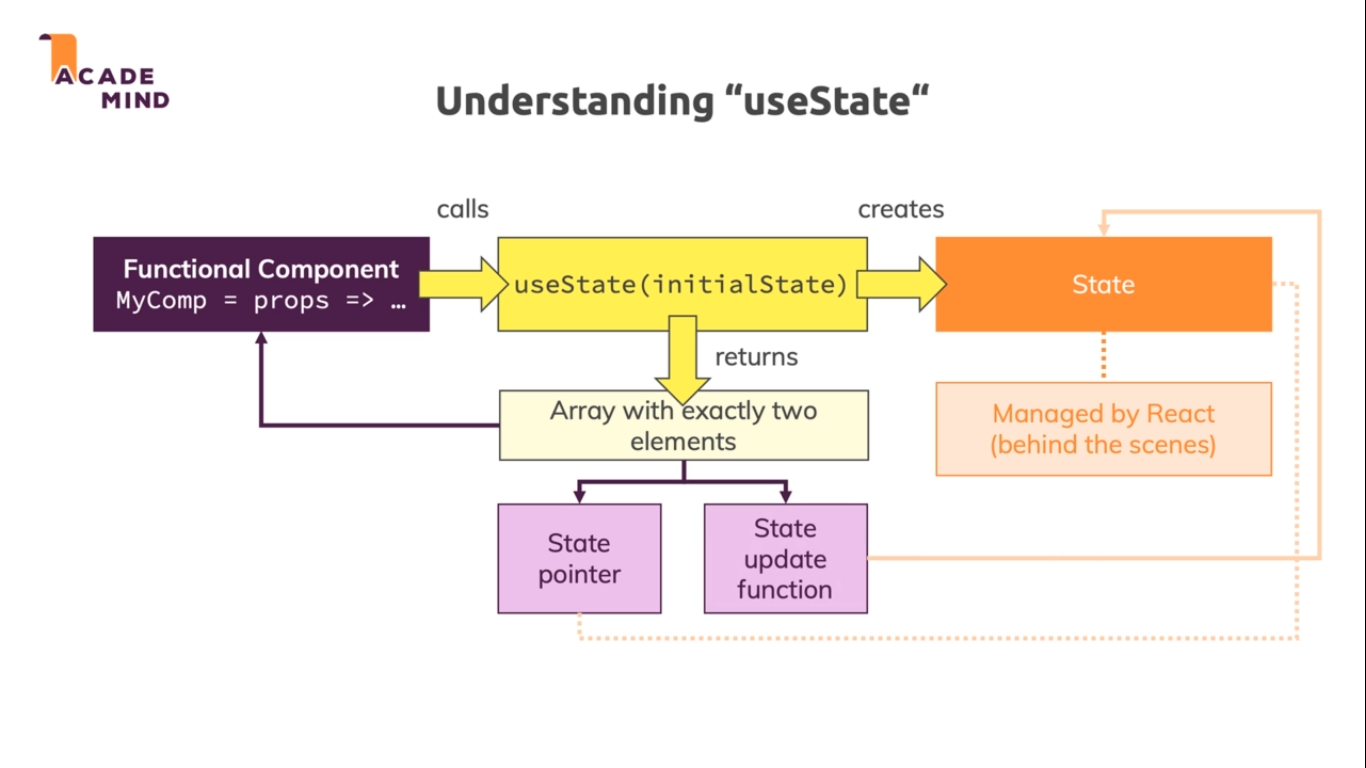 ACADE
MIND
Understanding “useState“
calls
creates
Functional Component
MyComp = props => …
useState(initialState)
State
returns
Array with exactly two
elements
Managed by React
(behind the scenes)
State
pointer
State
update
function